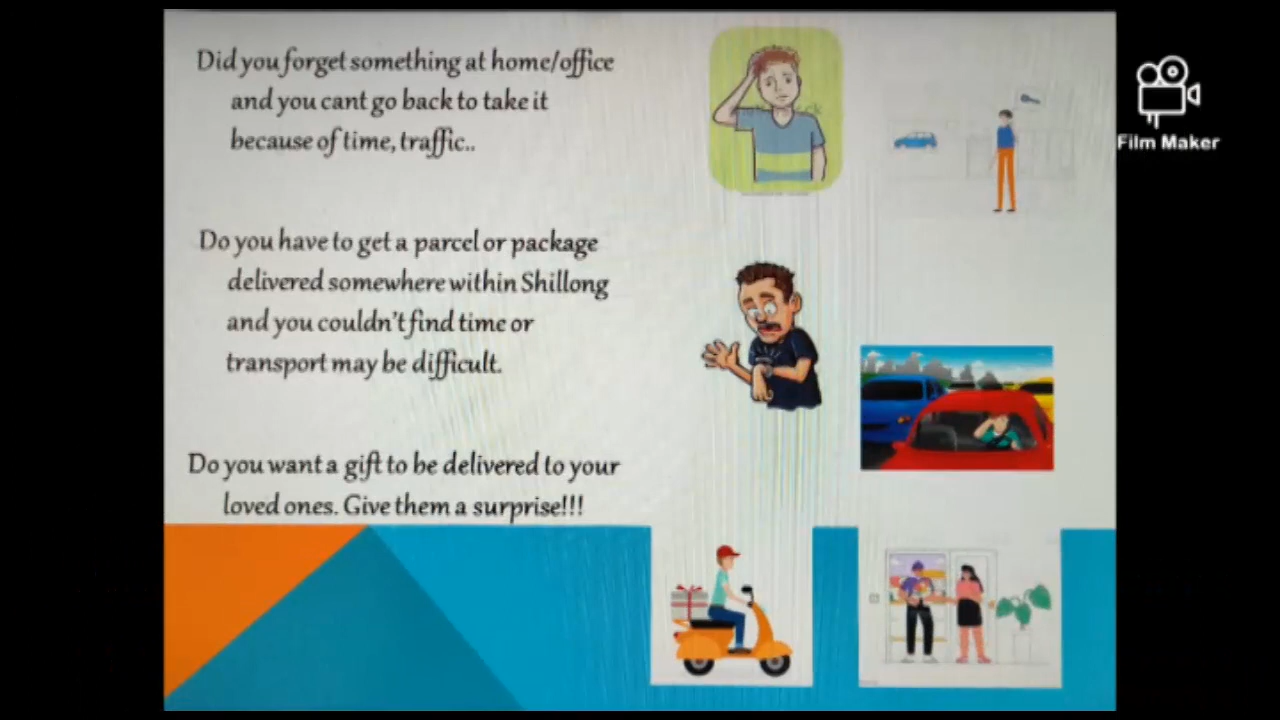 Did you forget something at home/office
and you cant go back to take it
because of time, traffic..
Do you have to get a parcel or package
delivered somewhere within Shillong
and you couldn't find time or
transport may be difficult.
Do you want a gift to be delivered to your
loved ones. Give them a surprise!!!
Film Maker